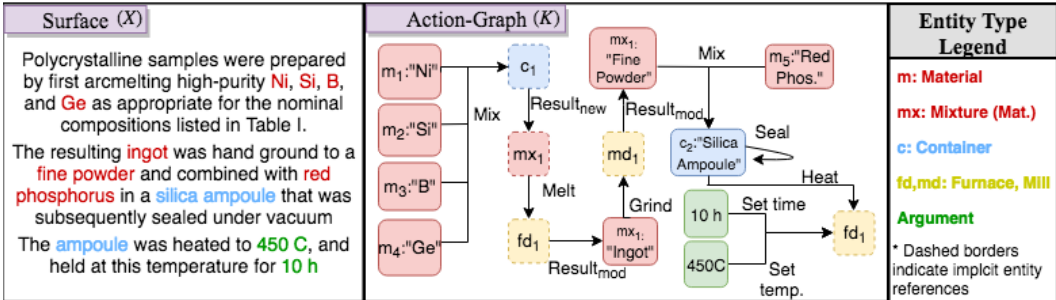 Surface (X)
Polycrystalline samples were prepared
by first arcmelting high-purity Ni, Si, B,
and Ge as appropriate for the nominal
compositions listed in Table I.
The resulting ingot was hand ground to a
fine powder and combined with red
phosphorus in a silica ampoule that was
subsequently sealed under vacuum
The ampoule was heated to 450 C, and
held at this temperature for 10 h
Action-Graph (K)
m1:"Ni"
m2:"Si"
m3:"B"
m4:"Ge"
Mix
c1
Resultnew
mx1
Melt
fd1
Resultmod
mx1:
"Ingot"
Grind
md1
Resultmod
mx1:
"Fine
Powder"
Mix
m5:"Red
Phos."
c2:"Silica
Ampoule"
Seal
Heat
10 h
Set time
450C
Set
temp.
fd1
Entity Type
Legend
m: Material
mx: Mixture (Mat.)
c: Container
fd,md: Furnace, Mill
Argument
* Dashed borders
indicate implcit entity
references